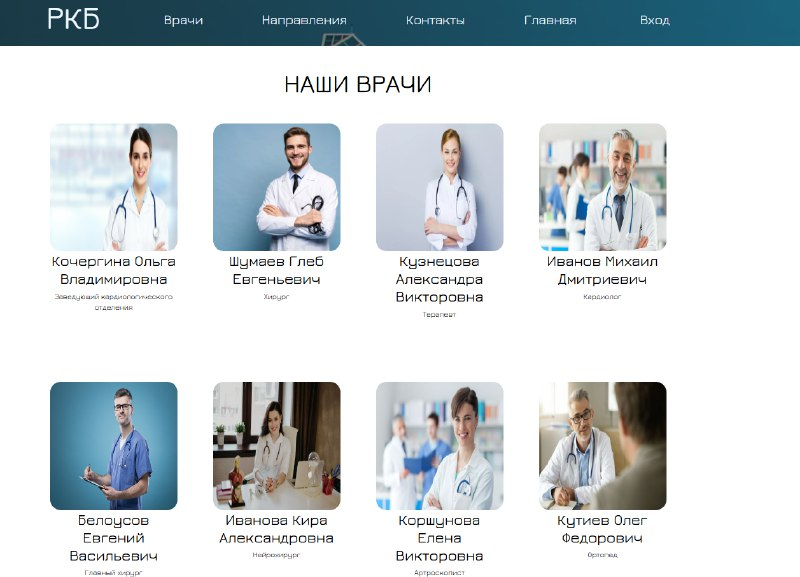 РКБ Врачи Направления Контакты Главная Вход
НАШИ ВРАЧИ
Кочергина Ольга
Владимировна
Заведующий кардиологического
отделения
Шумаев Глеб
Евгеньевич
Хирург
Кузнецова
Александра
Викторовна
Терапевт
Иванов Михаил
Дмитриевич
Кардиолог
Белоусов
Евгений
Васильевич
Главный хирург
Иванова Кира
Александровна
Нейрохирург
Коршунова
Елена
Викторовна
Артроскопист
Кутиев Олег
Федорович
Ортопед